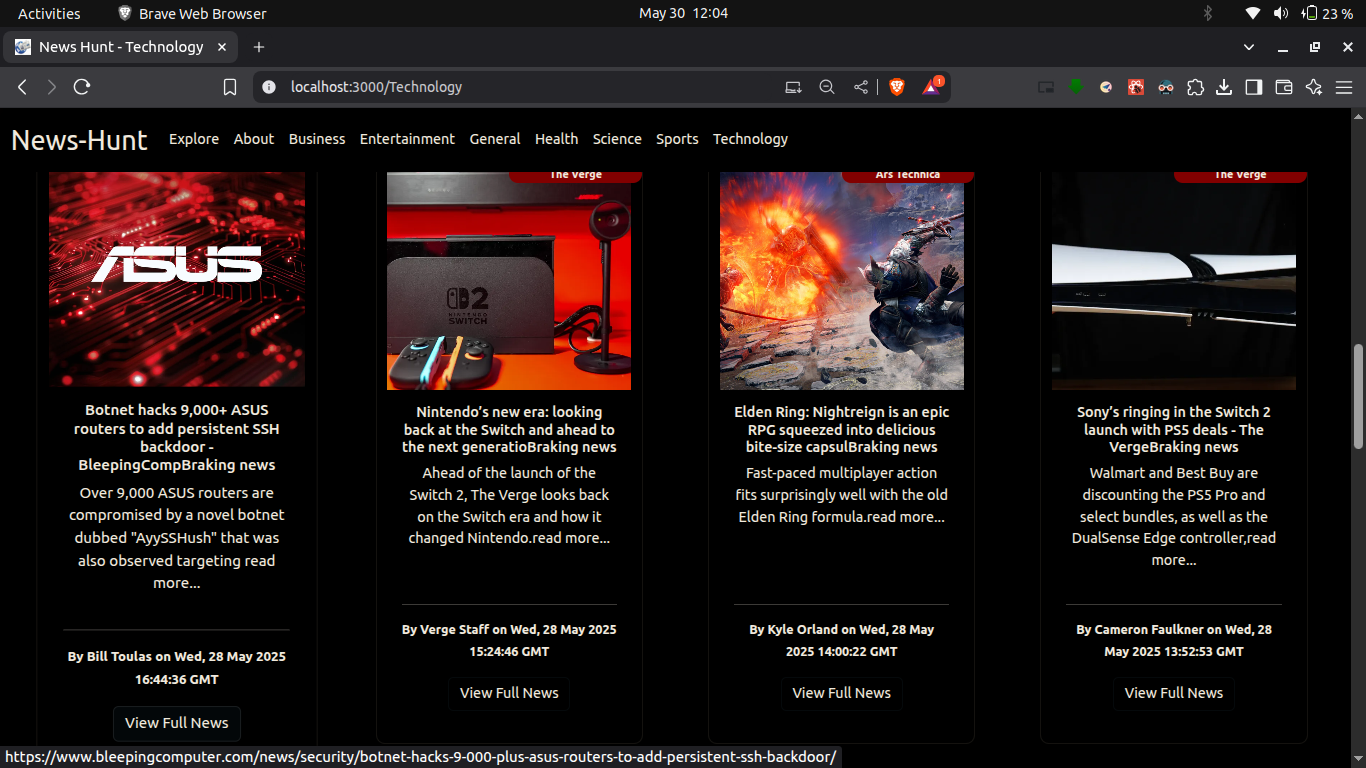 Activities
Brave Web Browser
May 30 12:04
23 %
News Hunt - Technology
localhost:3000/Technology
1
News-Hunt
Explore
About
Business
Entertainment
General
Health
Science
Sports
Technology
ASUS
Botnet hacks 9,000+ ASUS
routers to add persistent SSH
backdoor -
BleepingCompBraking news
Over 9,000 ASUS routers are
compromised by a novel botnet
dubbed "AyySSHush" that was
also observed targeting read
more...
By Bill Toulas on Wed, 28 May 2025
16:44:36 GMT
View Full News
The Verge
2
NINTENDO
SWITCH
Nintendo’s new era: looking
back at the Switch and ahead to
the next generatioBraking news
Ahead of the launch of the
Switch 2, The Verge looks back
on the Switch era and how it
changed Nintendo.read more...
By Verge Staff on Wed, 28 May 2025
15:24:46 GMT
View Full News
Ars Technica
Elden Ring: Nightreign is an epic
RPG squeezed into delicious
bite-size capsulBraking news
Fast-paced multiplayer action
fits surprisingly well with the old
Elden Ring formula.read more...
By Kyle Orland on Wed, 28 May
2025 14:00:22 GMT
View Full News
The Verge
Sony’s ringing in the Switch 2
launch with PS5 deals - The
VergeBraking news
Walmart and Best Buy are
discounting the PS5 Pro and
select bundles, as well as the
DualSense Edge controller,read
more...
By Cameron Faulkner on Wed, 28
May 2025 13:52:53 GMT
View Full News
https://www.bleepingcomputer.com/news/security/botnet-hacks-9-000-plus-asus-routers-to-add-persistent-ssh-backdoor/